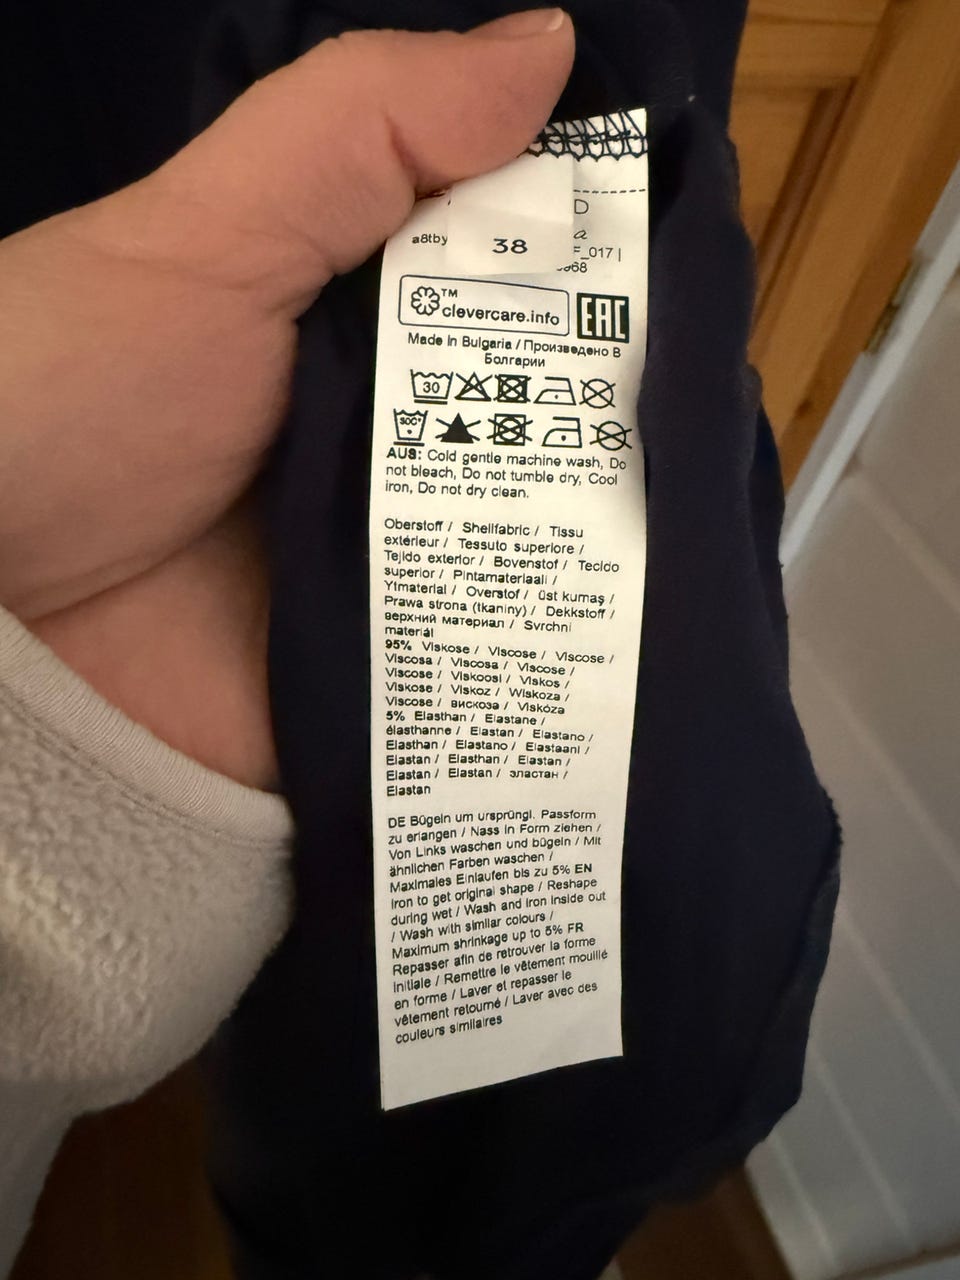 D
a
a8tby
38
F_017 |
68
TM
clevercare.info
EAC
Made in Bulgaria / Произведено В
Болгарии
30
30°C
AUS: Cold gentle machine wash, Do
not bleach, Do not tumble dry, Cool
iron, Do not dry clean.
Oberstoff / Shellfabric / Tissu
extérieur / Tessuto superiore /
Tejido exterior / Bovenstof / Tecido
superior / Pintamateriaali /
Ytmaterial / Overstof / üst kumaş /
Prawa strona (tkaniny) / Dekkstoff /
верхний материал / Svrchní
materiál
95% Viskose / Viscose / Viscose /
Viscosa / Viscosa / Viscose /
Viscose / Viskoosi / Viskos /
Viskose / Viskoz / Wiskoza /
Viscose / вискоза / Viskóza
5% Elasthan / Elastane /
élasthanne / Elastan / Elastano /
Elasthan / Elastano / Elastaani /
Elastan / Elasthan / Elastan /
Elastan / Elastan / эластан /
Elastan
DE Bügeln um ursprüngl. Passform
zu erlangen / Nass in Form ziehen /
Von Links waschen und bügeln / Mit
ähnlichen Farben waschen /
Maximales Einlaufen bis zu 5% EN
Iron to get original shape / Reshape
during wet / Wash and iron inside out
/ Wash with similar colours /
Maximum shrinkage up to 5% FR
Repasser afin de retrouver la forme
initiale / Remettre le vêtement mouillé
en forme / Laver et repasser le
vêtement retourné / Laver avec des
couleurs similaires